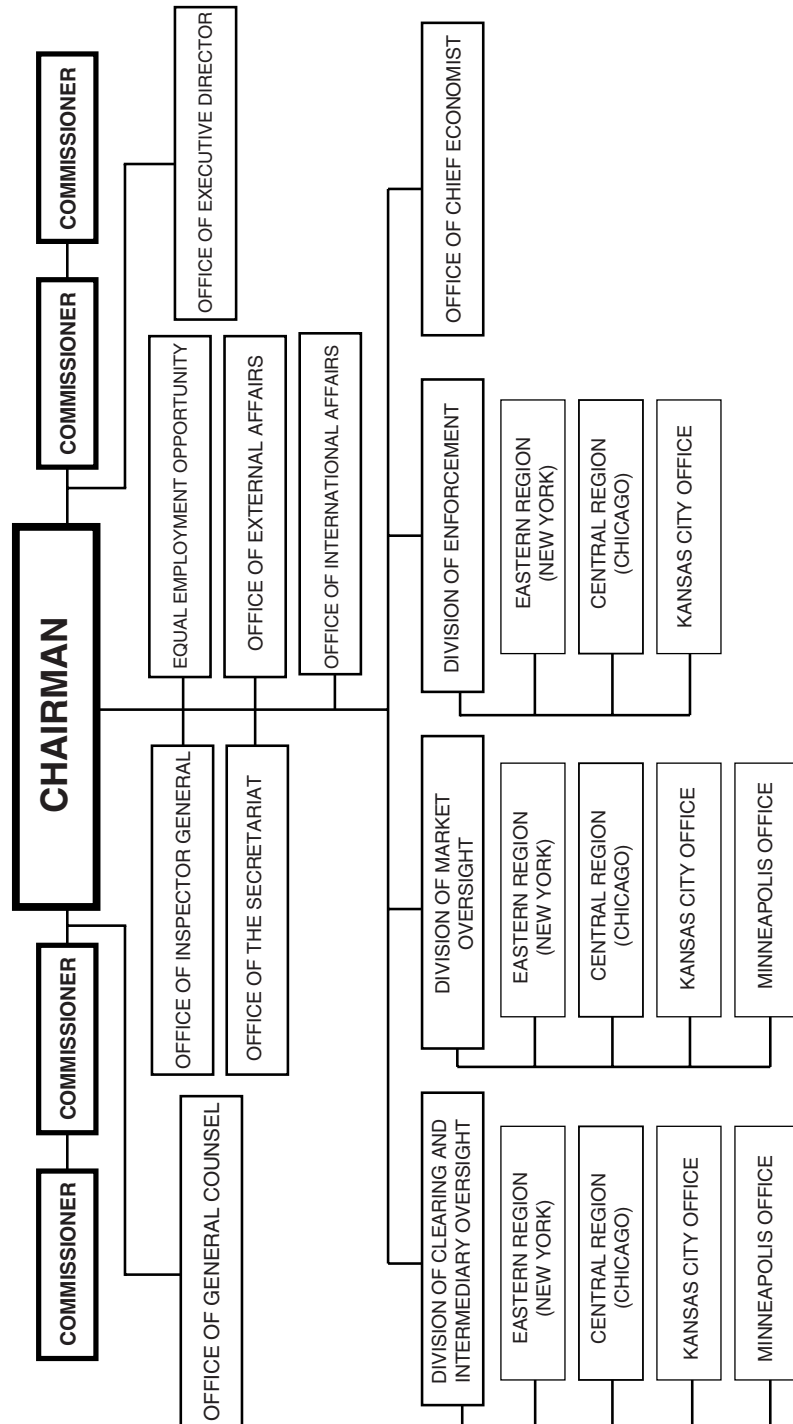 COMMISSIONER
COMMISSIONER
CHAIRMAN
COMMISSIONER
COMMISSIONER
OFFICE OF GENERAL COUNSEL
OFFICE OF EXECUTIVE DIRECTOR
OFFICE OF INSPECTOR GENERAL
EQUAL EMPLOYMENT OPPORTUNITY
OFFICE OF THE SECRETARIAT
OFFICE OF EXTERNAL AFFAIRS
OFFICE OF INTERNATIONAL AFFAIRS
DIVISION OF CLEARING AND
INTERMEDIARY OVERSIGHT
EASTERN REGION
(NEW YORK)
CENTRAL REGION
(CHICAGO)
KANSAS CITY OFFICE
MINNEAPOLIS OFFICE
DIVISION OF MARKET
OVERSIGHT
EASTERN REGION
(NEW YORK)
CENTRAL REGION
(CHICAGO)
KANSAS CITY OFFICE
MINNEAPOLIS OFFICE
DIVISION OF ENFORCEMENT
EASTERN REGION
(NEW YORK)
CENTRAL REGION
(CHICAGO)
KANSAS CITY OFFICE
OFFICE OF CHIEF ECONOMIST